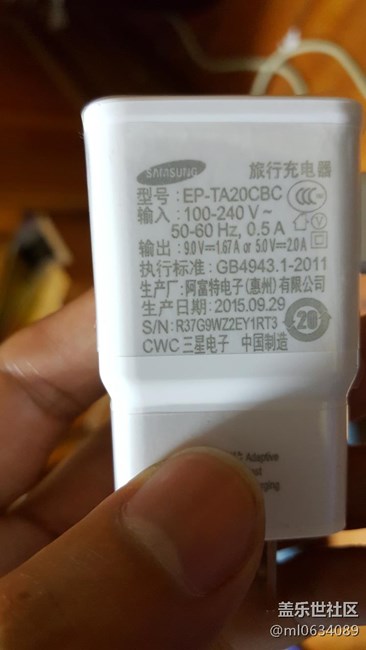 SAMSUNG 旅行充电器
型号 : EP-TA20CBC
输入 : 100-240 V ~
50-60 Hz, 0.5 A
输出 : 9.0V⎓1.67A or 5.0V⎓2.0A
执行标准 : GB4943.1-2011
生产厂: 阿富特电子(惠州)有限公司
生产日期: 2015.09.29
S/N: R37G9WZ2EY1RT3
CWC 三星电子 中国制造
CCC
V
20
Adaptive
盖乐世社区
@ml0634089